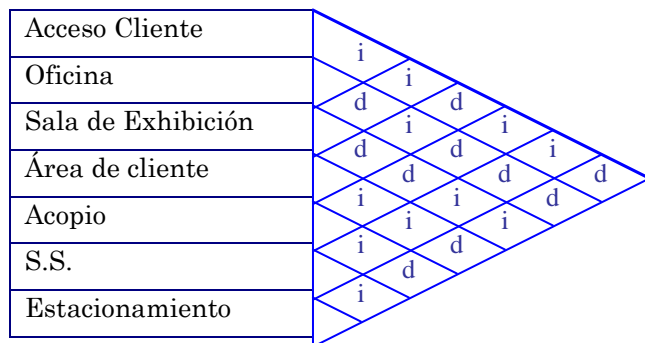 Acceso Cliente
i
Oficina i
d d
Sala de Exhibición i i
d d i
Área de cliente d d d
i i d
Acopio i i
i d
S.S. d
i
Estacionamiento